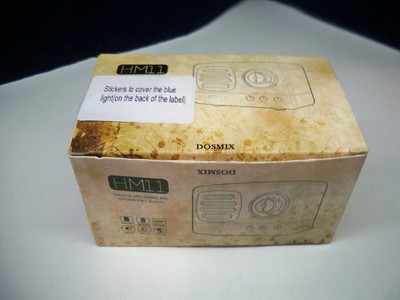 HM11
Stickers to cover the blue
light(on the back of the label)
DOSMIX
DOSMIX
HM11